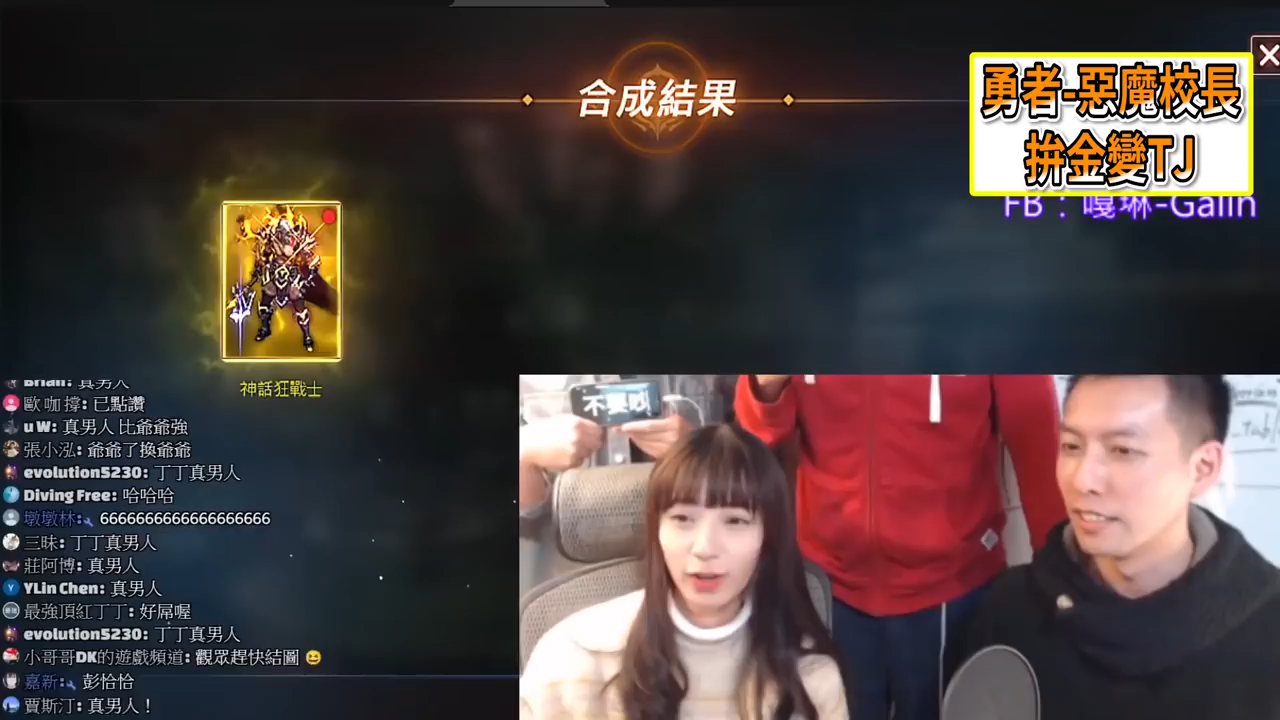 合成結果
勇者-惡魔校長
拚金變TJ
FB：嘎琳-Galin
神話狂戰士
不要吵
Brian: 真男人
歐咖撐: 已點讚
u W: 真男人 比爺爺強
張小泓: 爺爺了換爺爺
evolution5230: 丁丁真男人
Diving Free: 哈哈哈
墩墩林: 6666666666666666666
三昧: 丁丁真男人
莊阿博: 真男人
YLin Chen: 真男人
最強頂紅丁丁: 好屌喔
evolution5230: 丁丁真男人
小哥哥DK的遊戲頻道: 觀眾趕快結圖 😆
嘉新: 彭恰恰
賈斯汀: 真男人！